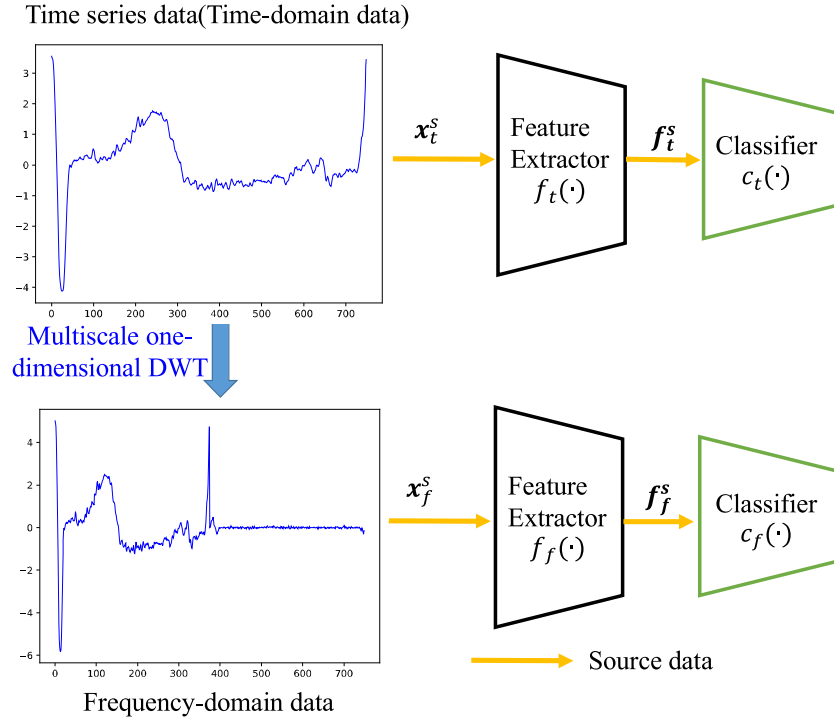 Time series data(Time-domain data)
3
2
1
0
−1
−2
−3
−4
0 100 200 300 400 500 600 700
x_t^s
Feature
Extractor
f_t(·)
f_t^s
Classifier
c_t(·)
Multiscale one-
dimensional DWT
4
2
0
−2
−4
−6
0 100 200 300 400 500 600 700
x_f^s
Feature
Extractor
f_f(·)
f_f^s
Classifier
c_f(·)
Source data
Frequency-domain data